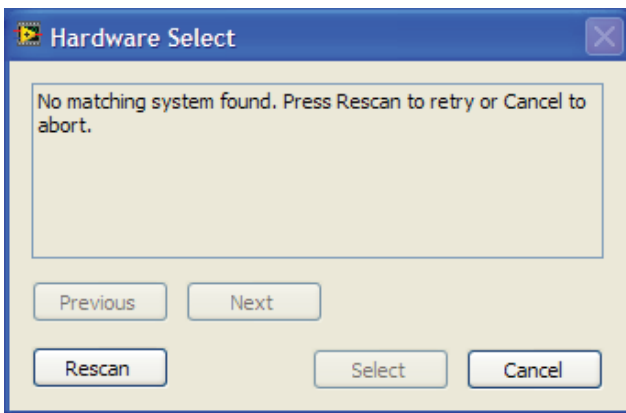 Hardware Select
No matching system found. Press Rescan to retry or Cancel to
abort.
Previous Next
Rescan Select Cancel